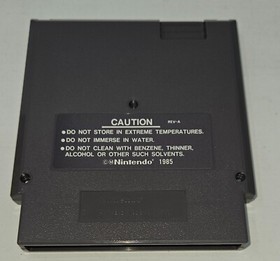 CAUTION REV-A
●DO NOT STORE IN EXTREME TEMPERATURES.
●DO NOT IMMERSE IN WATER.
●DO NOT CLEAN WITH BENZENE, THINNER,
ALCOHOL OR OTHER SUCH SOLVENTS.
Nintendo® 1985